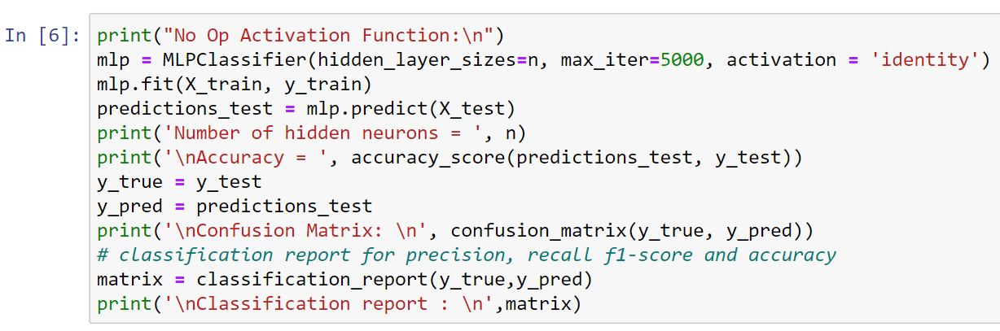 In [6]: print("No Op Activation Function:\n")
mlp = MLPClassifier(hidden_layer_sizes=n, max_iter=5000, activation = 'identity')
mlp.fit(X_train, y_train)
predictions_test = mlp.predict(X_test)
print('Number of hidden neurons = ', n)
print('\nAccuracy = ', accuracy_score(predictions_test, y_test))
y_true = y_test
y_pred = predictions_test
print('\nConfusion Matrix: \n', confusion_matrix(y_true, y_pred))
# classification report for precision, recall f1-score and accuracy
matrix = classification_report(y_true,y_pred)
print('\nClassification report : \n',matrix)